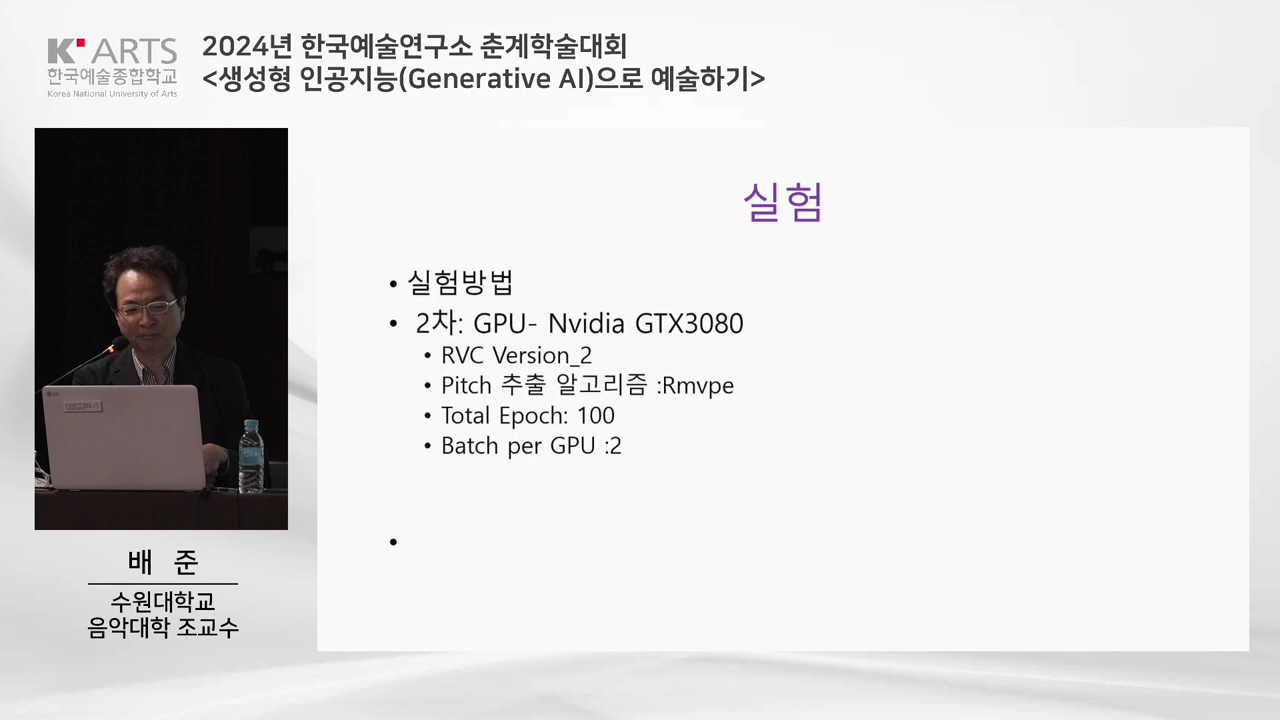 K ARTS
한국예술종합학교
Korea National University of Arts
2024년 한국예술연구소 춘계학술대회
<생성형 인공지능(Generative AI)으로 예술하기>
배 준
수원대학교
음악대학 조교수
실험
• 실험방법
• 2차: GPU- Nvidia GTX3080
• RVC Version_2
• Pitch 추출 알고리즘 :Rmvpe
• Total Epoch: 100
• Batch per GPU :2
•